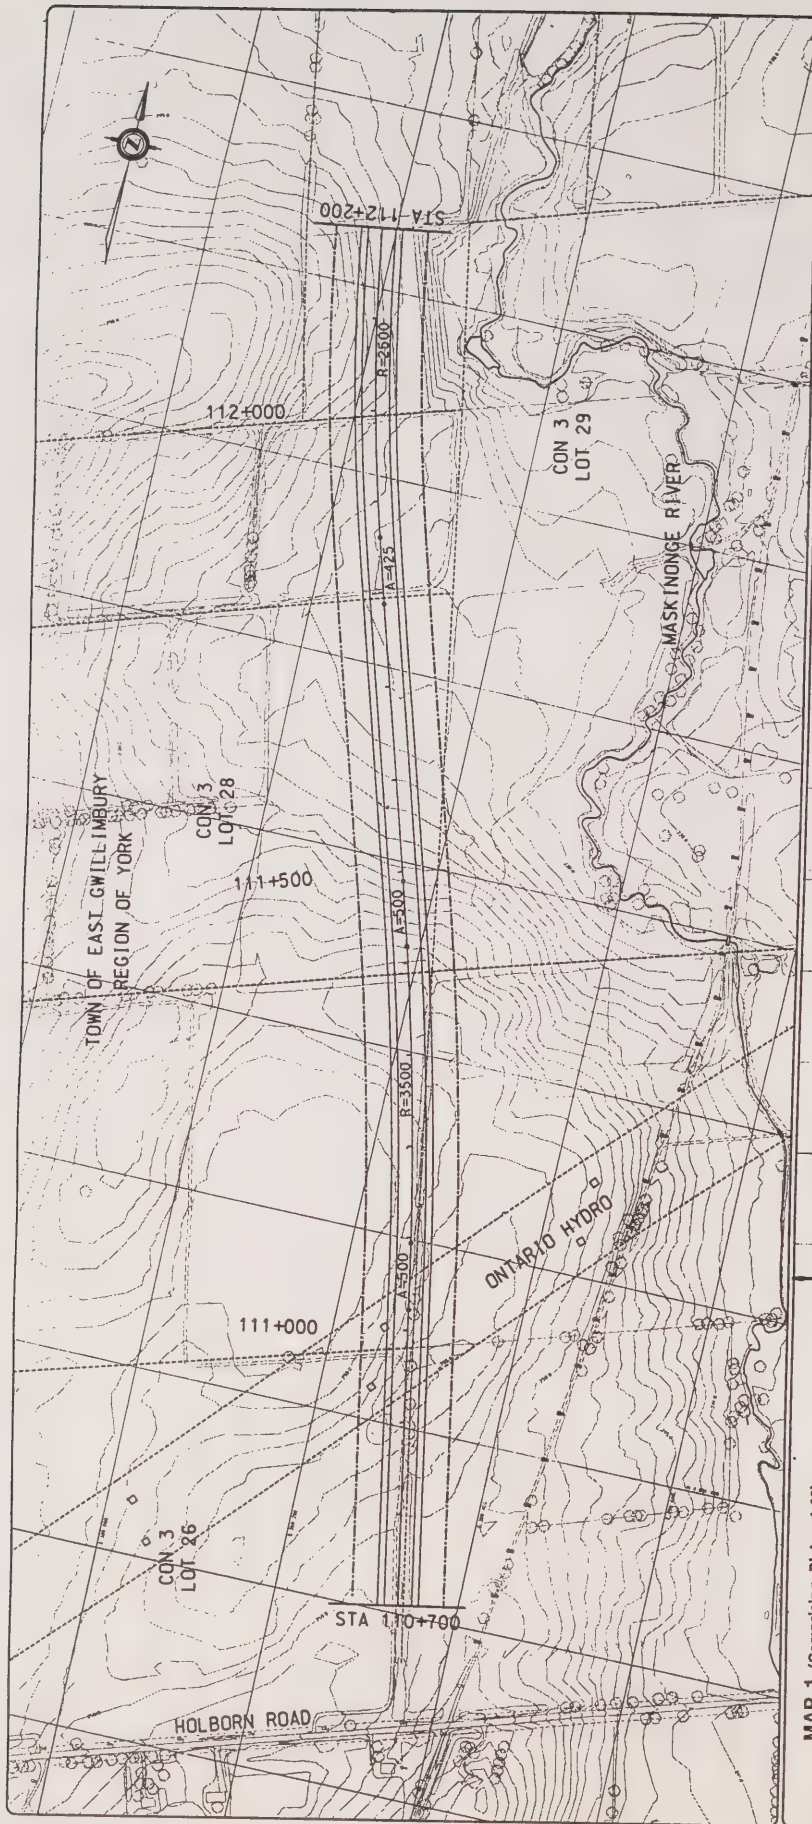 N
STA 112+200
R=2600
112+000
CON 3
LOT 29
A=425
MASKINONGE RIVER
TOWN OF EAST GWILLIMBURY
REGION OF YORK
CON 3
LOT 28
111+500
A=500
R=3500
ONTARIO HYDRO
A=500
111+000
CON 3
LOT 26
STA 110+700
HOLBORN ROAD
MAP 1